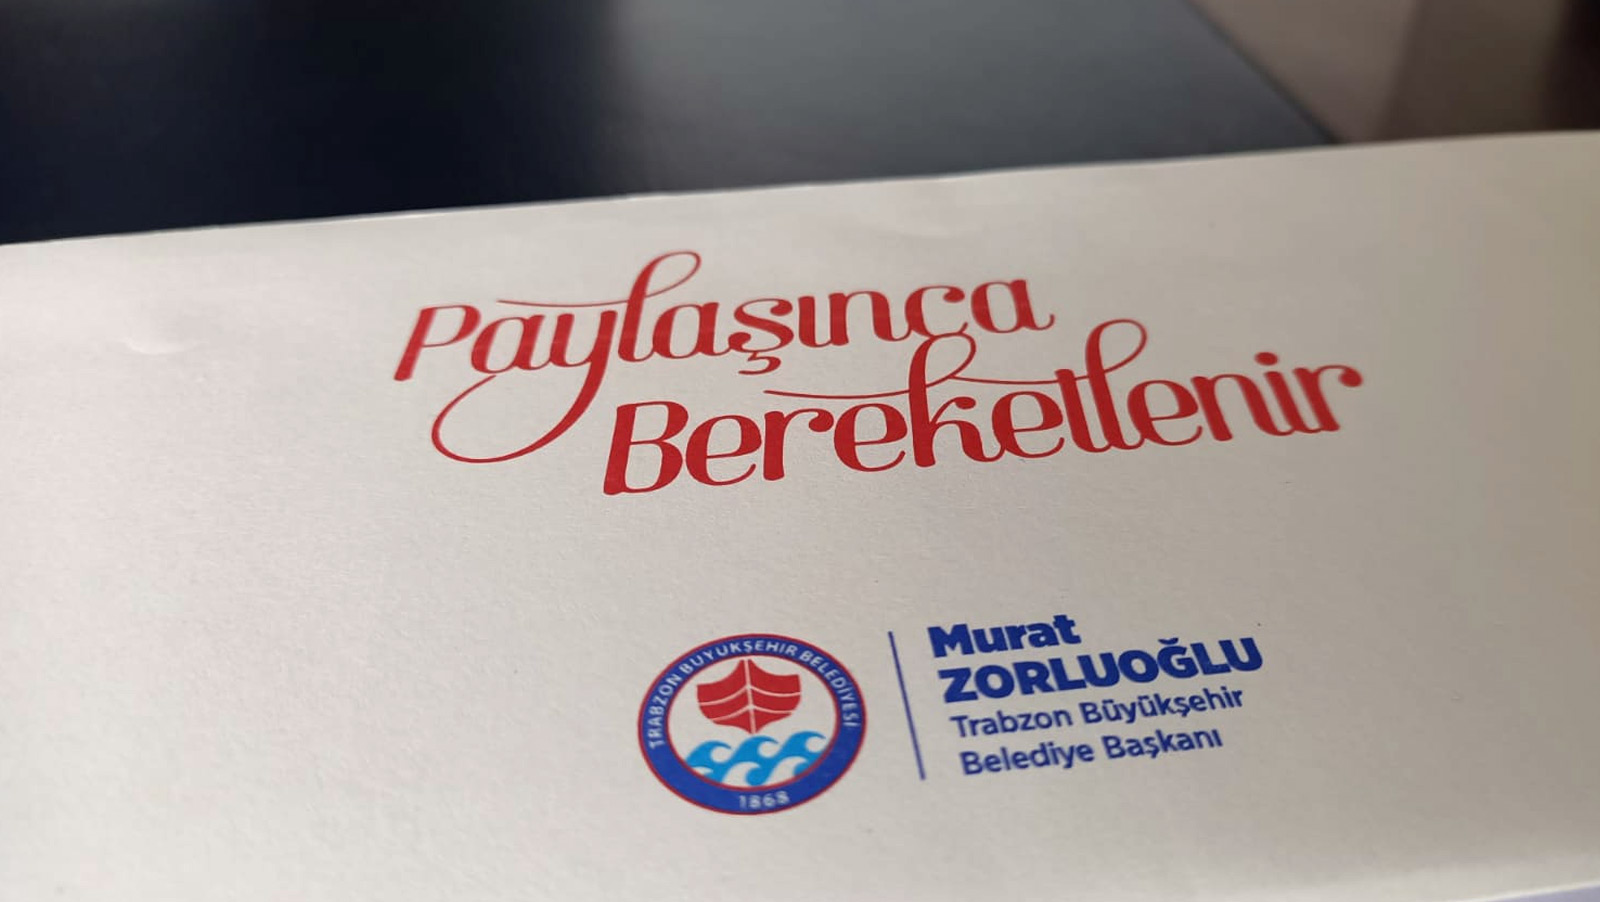 Paylaşınca
Bereketlenir
TRABZON BÜYÜKŞEHİR BELEDİYESİ
1868
Murat
ZORLUOĞLU
Trabzon Büyükşehir
Belediye Başkanı